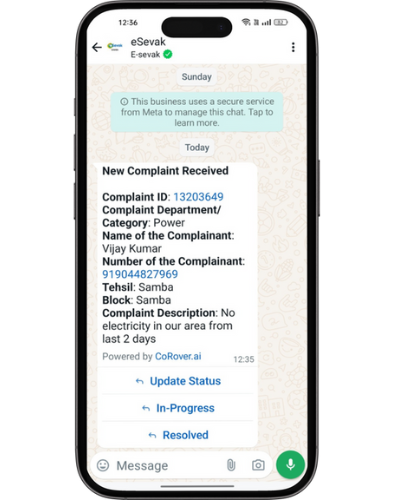 12:36
eSevak
E-sevak
Sunday
This business uses a secure service
from Meta to manage this chat. Tap to
learn more.
Today
New Complaint Received
Complaint ID: 13203649
Complaint Department/
Category: Power
Name of the Complainant:
Vijay Kumar
Number of the Complainant:
919044827969
Tehsil: Samba
Block: Samba
Complaint Description: No
electricity in our area from
last 2 days
Powered by CoRover.ai
12:35
Update Status
In-Progress
Resolved
Message